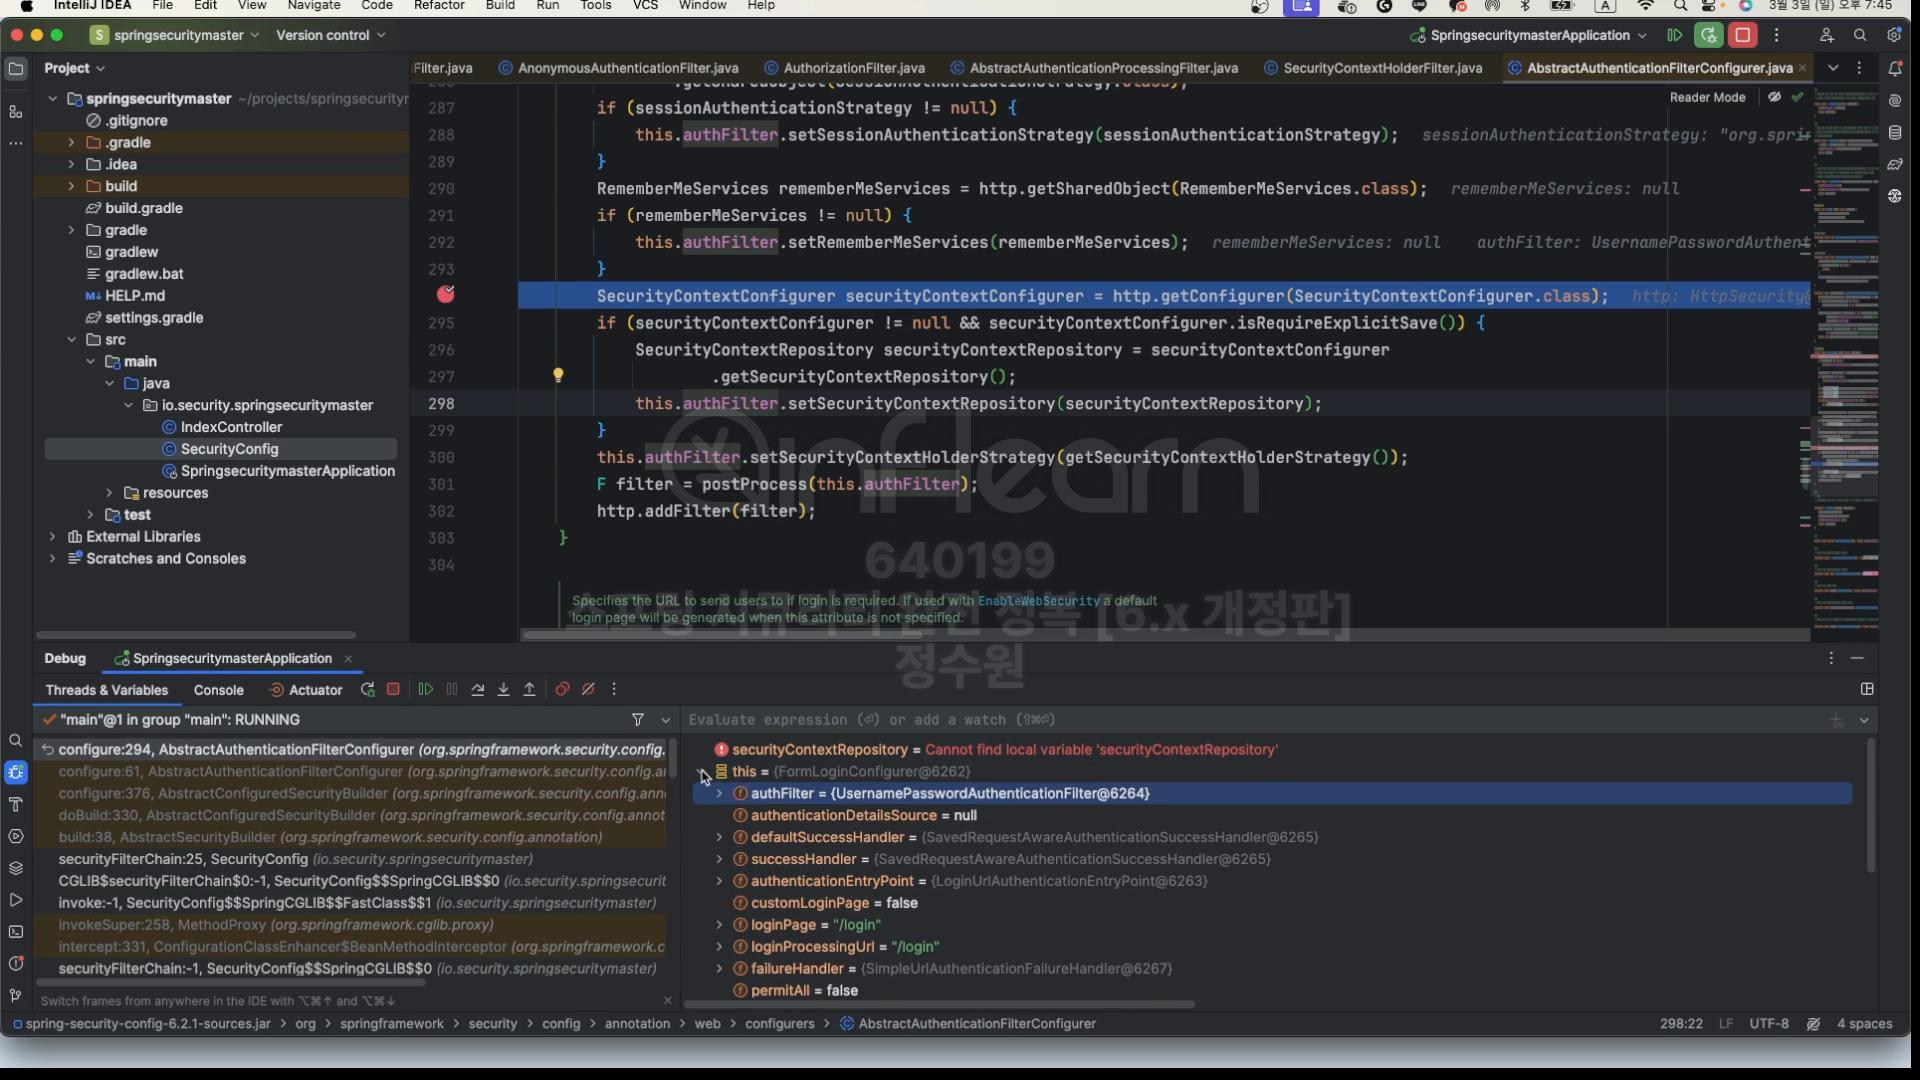 IntelliJ IDEA File Edit View Navigate Code Refactor Build Run Tools VCS Window Help A 3월 3일 (일) 오후 7:45
S springsecuritymaster Version control SpringsecuritymasterApplication
Project
Filter.java AnonymousAuthenticationFilter.java AuthorizationFilter.java AbstractAuthenticationProcessingFilter.java SecurityContextHolderFilter.java AbstractAuthenticationFilterConfigurer.java
Reader Mode
springsecuritymaster ~/projects/springsecurityr
.gitignore
.gradle
.idea
build
build.gradle
gradle
gradlew
gradlew.bat
M↓ HELP.md
settings.gradle
src
main
java
io.security.springsecuritymaster
IndexController
SecurityConfig
SpringsecuritymasterApplication
resources
test
External Libraries
Scratches and Consoles
287 if (sessionAuthenticationStrategy != null) {
288 this.authFilter.setSessionAuthenticationStrategy(sessionAuthenticationStrategy); sessionAuthenticationStrategy: "org.spri
289 }
290 RememberMeServices rememberMeServices = http.getSharedObject(RememberMeServices.class); rememberMeServices: null
291 if (rememberMeServices != null) {
292 this.authFilter.setRememberMeServices(rememberMeServices); rememberMeServices: null authFilter: UsernamePasswordAuthent
293 }
SecurityContextConfigurer securityContextConfigurer = http.getConfigurer(SecurityContextConfigurer.class); http: HttpSecurity@
295 if (securityContextConfigurer != null && securityContextConfigurer.isRequireExplicitSave()) {
296 SecurityContextRepository securityContextRepository = securityContextConfigurer
297 .getSecurityContextRepository();
298 this.authFilter.setSecurityContextRepository(securityContextRepository);
299 }
300 this.authFilter.setSecurityContextHolderStrategy(getSecurityContextHolderStrategy());
301 F filter = postProcess(this.authFilter);
302 http.addFilter(filter);
303 }
304
Specifies the URL to send users to if login is required. If used with EnableWebSecurity a default
login page will be generated when this attribute is not specified.
inflearn
640199
스프링 시큐리티 완전 정복 [6.x 개정판]
정수원
Debug SpringsecuritymasterApplication
Threads & Variables Console Actuator
"main"@1 in group "main": RUNNING
configure:294, AbstractAuthenticationFilterConfigurer (org.springframework.security.config.
configure:61, AbstractAuthenticationFilterConfigurer (org.springframework.security.config.an
configure:376, AbstractConfiguredSecurityBuilder (org.springframework.security.config.ann
doBuild:330, AbstractConfiguredSecurityBuilder (org.springframework.security.config.annot
build:38, AbstractSecurityBuilder (org.springframework.security.config.annotation)
securityFilterChain:25, SecurityConfig (io.security.springsecuritymaster)
CGLIB$securityFilterChain$0:-1, SecurityConfig$$SpringCGLIB$$0 (io.security.springsecurit
invoke:-1, SecurityConfig$$SpringCGLIB$$FastClass$$1 (io.security.springsecuritymaster)
invokeSuper:258, MethodProxy (org.springframework.cglib.proxy)
intercept:331, ConfigurationClassEnhancer$BeanMethodInterceptor (org.springframework.c
securityFilterChain:-1, SecurityConfig$$SpringCGLIB$$0 (io.security.springsecuritymaster)
Switch frames from anywhere in the IDE with ⌥⌘↑ and ⌥⌘↓
Evaluate expression (⏎) or add a watch (⇧⌘⏎)
securityContextRepository = Cannot find local variable 'securityContextRepository'
this = {FormLoginConfigurer@6262}
authFilter = {UsernamePasswordAuthenticationFilter@6264}
authenticationDetailsSource = null
defaultSuccessHandler = {SavedRequestAwareAuthenticationSuccessHandler@6265}
successHandler = {SavedRequestAwareAuthenticationSuccessHandler@6265}
authenticationEntryPoint = {LoginUrlAuthenticationEntryPoint@6263}
customLoginPage = false
loginPage = "/login"
loginProcessingUrl = "/login"
failureHandler = {SimpleUrlAuthenticationFailureHandler@6267}
permitAll = false
spring-security-config-6.2.1-sources.jar > org > springframework > security > config > annotation > web > configurers > AbstractAuthenticationFilterConfigurer 298:22 LF UTF-8 4 spaces